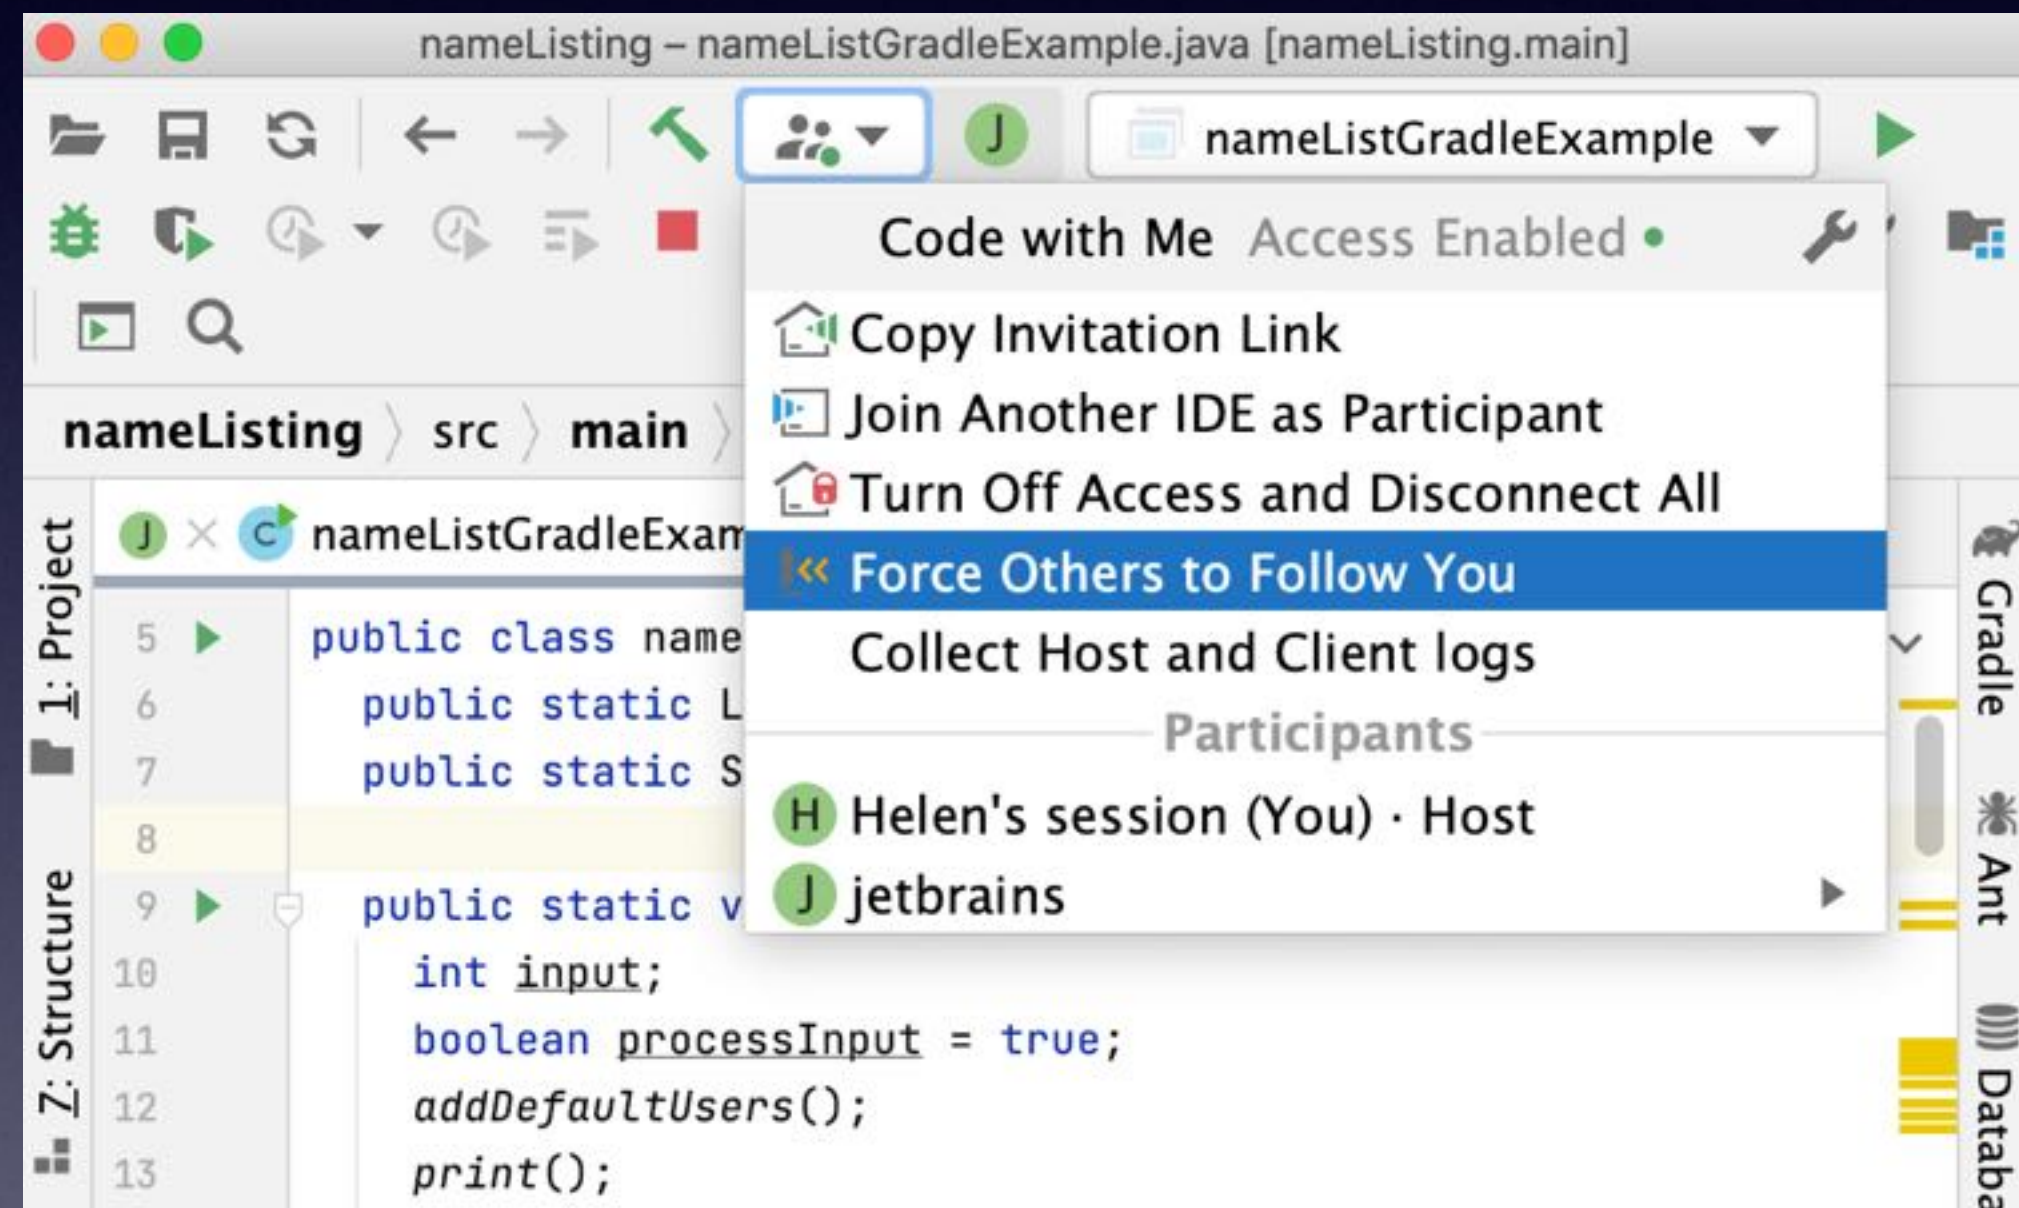 nameListing – nameListGradleExample.java [nameListing.main]
J nameListGradleExample
Code with Me Access Enabled
Copy Invitation Link
Join Another IDE as Participant
Turn Off Access and Disconnect All
Force Others to Follow You
Collect Host and Client logs
Participants
H Helen's session (You) · Host
J jetbrains
nameListing src main
J C nameListGradleExam
5 public class name
6 public static L
7 public static S
8
9 public static v
10 int input;
11 boolean processInput = true;
12 addDefaultUsers();
13 print();
1: Project
7: Structure
Gradle
Ant
Databa